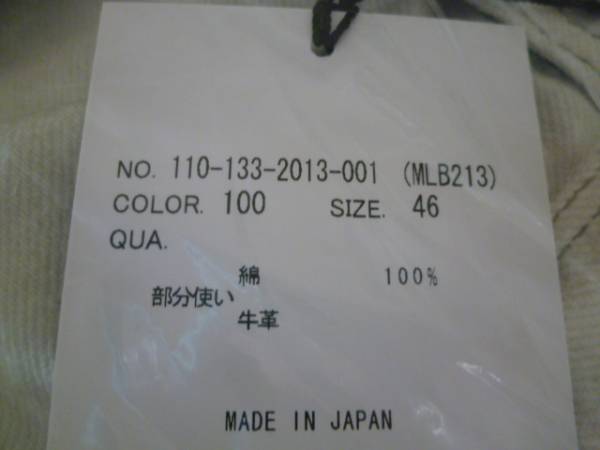 NO. 110-133-2013-001 (MLB213)
COLOR. 100 SIZE. 46
QUA.
綿 100%
部分使い
牛革
MADE IN JAPAN